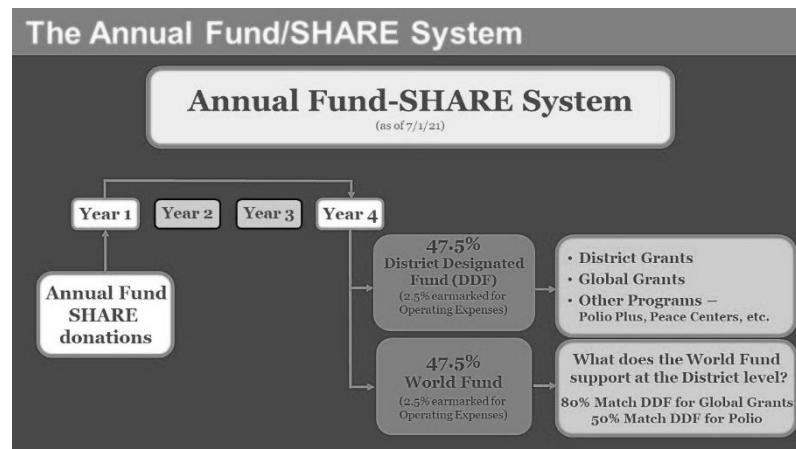 The Annual Fund/SHARE System
Annual Fund-SHARE System
(as of 7/1/21)
Year 1
Year 2
Year 3
Year 4
Annual Fund
SHARE
donations
47.5%
District Designated
Fund (DDF)
(2.5% earmarked for
Operating Expenses)
• District Grants
• Global Grants
• Other Programs –
Polio Plus, Peace Centers, etc.
47.5%
World Fund
(2.5% earmarked for
Operating Expenses)
What does the World Fund
support at the District level?
80% Match DDF for Global Grants
50% Match DDF for Polio